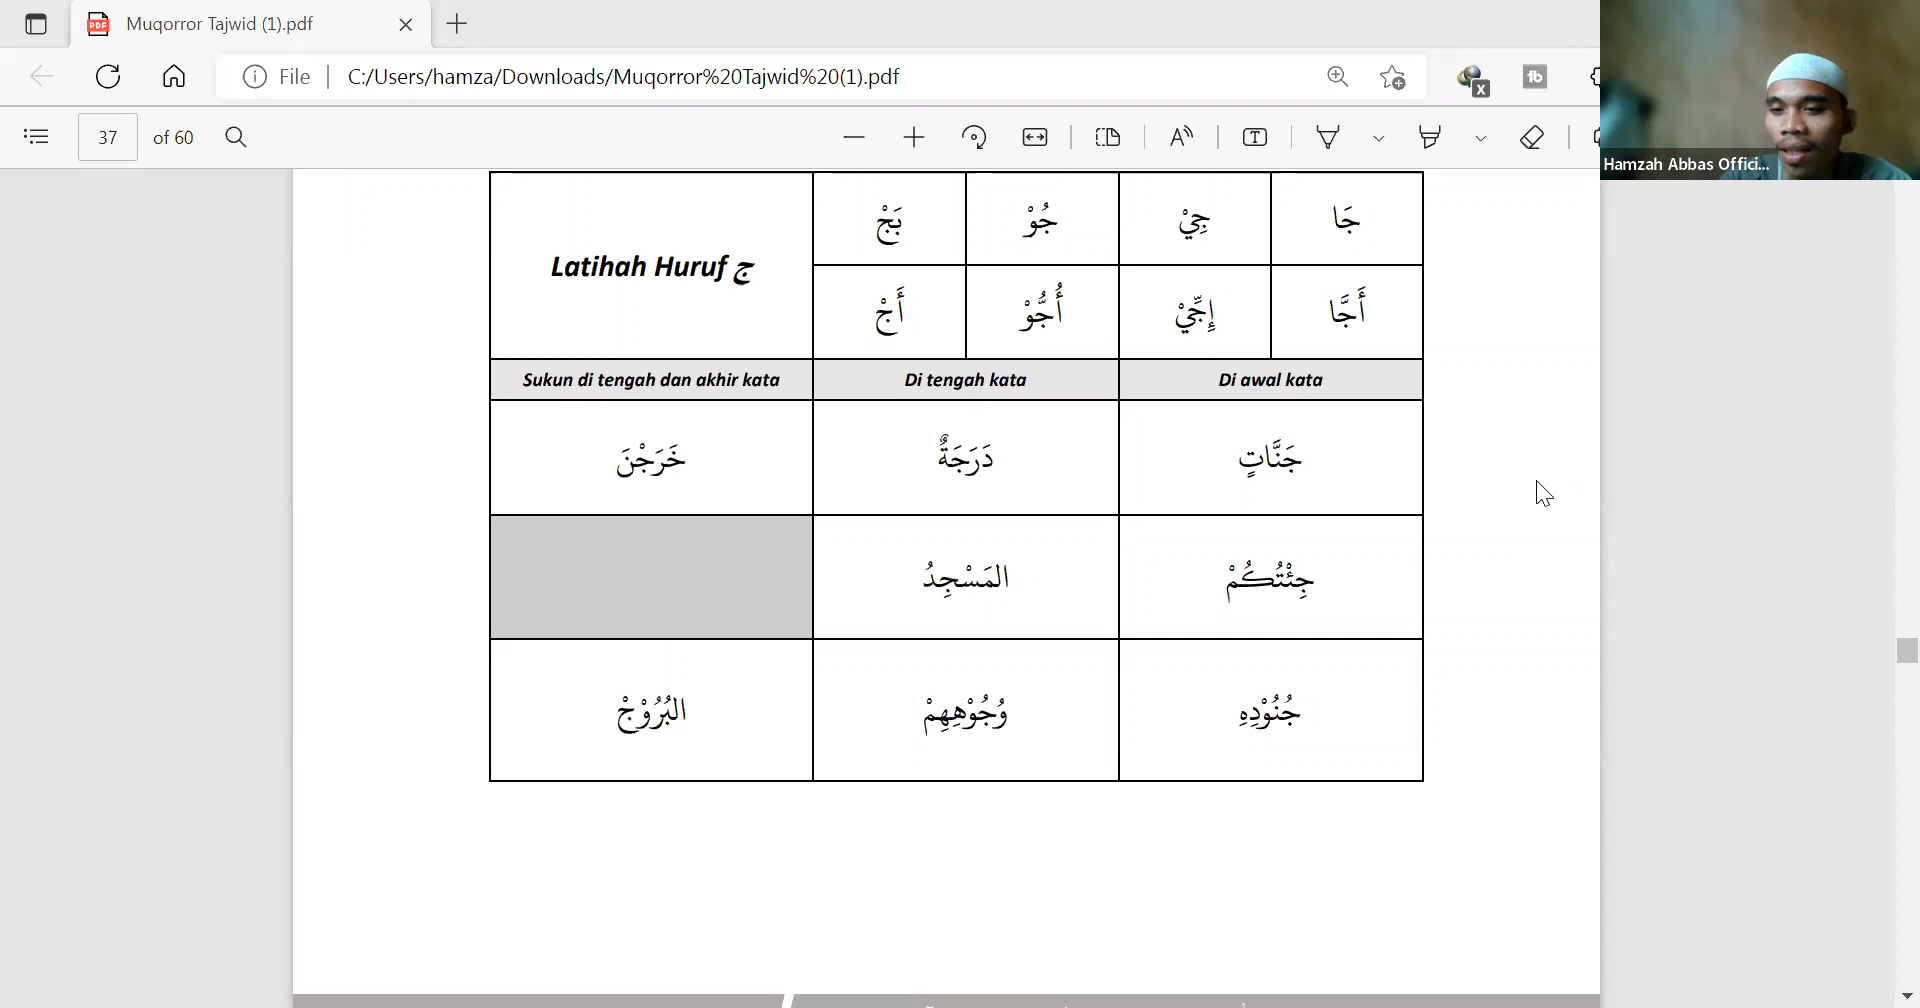 Muqorror Tajwid (1).pdf
File
C:/Users/hamza/Downloads/Muqorror%20Tajwid%20(1).pdf
37 of 60
Hamzah Abbas Offici...
جَا جِيْ جُوْ بَجْ
Latihah Huruf ج
أَجَّا إِجِّيْ أُجُّوْ أَجْ
Sukun di tengah dan akhir kata Di tengah kata Di awal kata
جَنَّاتٍ دَرَجَةٌ خَرَجْنَ
جِئْتُكُمْ المَسْجِدُ
جُنُوْدِهِ وُجُوْهِهِمْ البُرُوْجْ